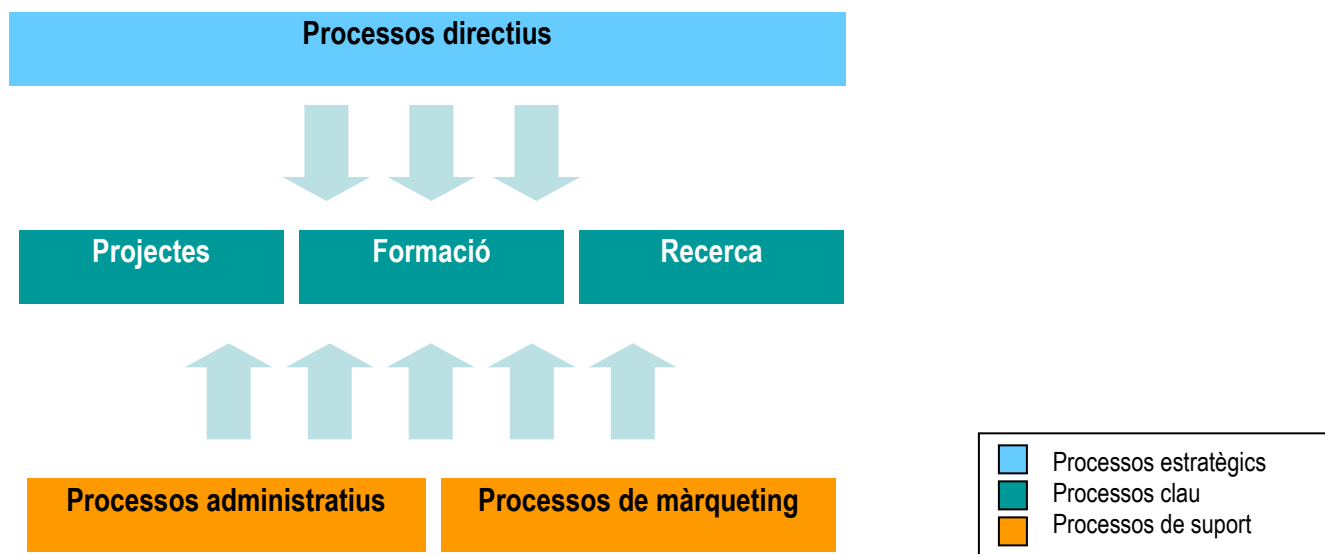 Processos directius
Projectes
Formació
Recerca
Processos administratius
Processos de màrqueting
Processos estratègics
Processos clau
Processos de suport